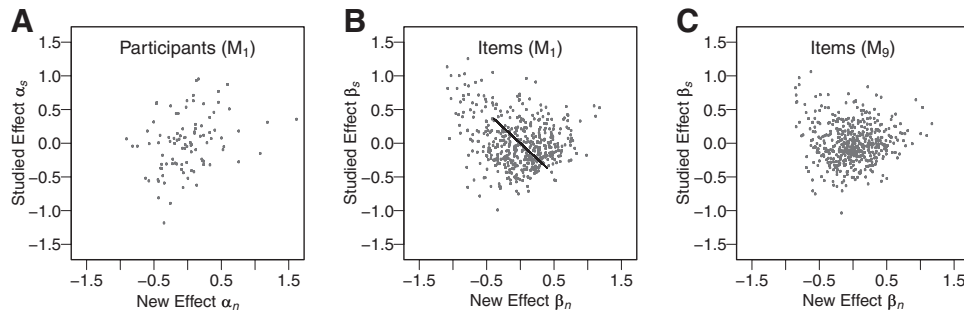 A
Participants (M₁)
Studied Effect αₛ
1.5
1.0
0.5
0.0
−0.5
−1.0
−1.5
−1.5
−0.5
0.5
1.5
New Effect αₙ
B
Items (M₁)
Studied Effect βₛ
1.5
1.0
0.5
0.0
−0.5
−1.0
−1.5
−1.5
−0.5
0.5
1.5
New Effect βₙ
C
Items (M₉)
Studied Effect βₛ
1.5
1.0
0.5
0.0
−0.5
−1.0
−1.5
−1.5
−0.5
0.5
1.5
New Effect βₙ